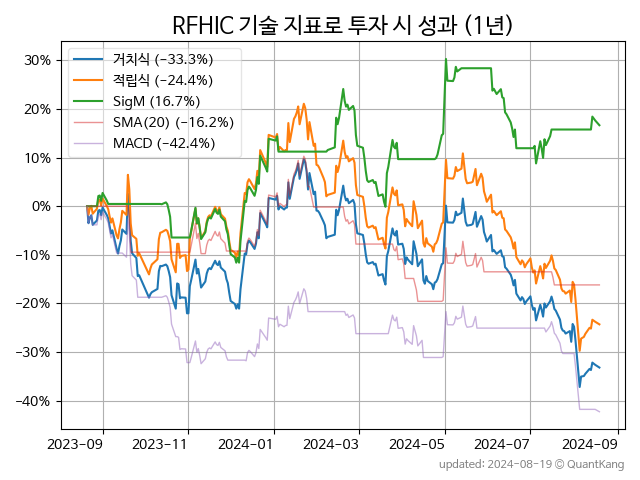 RFHIC 기술 지표로 투자 시 성과 (1년)
거치식 (−33.3%)
적립식 (−24.4%)
SigM (16.7%)
SMA(20) (−16.2%)
MACD (−42.4%)
30%
20%
10%
0%
−10%
−20%
−30%
−40%
2023-09 2023-11 2024-01 2024-03 2024-05 2024-07 2024-09
updated: 2024-08-19 © QuantKang